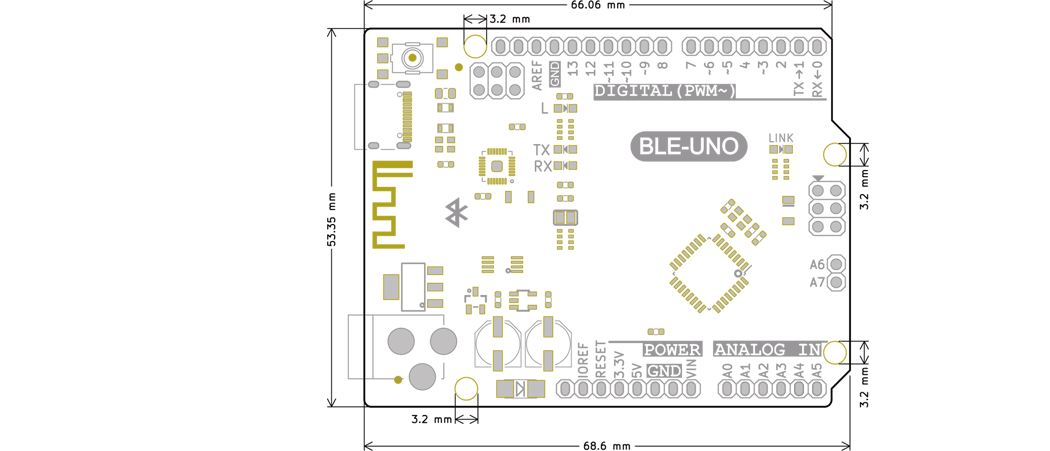 66.06 mm
3.2 mm
AREF
GND
13
12
~11
~10
~9
8
7
~6
~5
4
~3
2
TX→1
RX←0
DIGITAL(PWM~)
L
TX
RX
BLE-UNO
LINK
3.2 mm
53.35 mm
A6
A7
IOREF
RESET
3.3V
5V
POWER
GND
VIN
ANALOG IN
A0
A1
A2
A3
A4
A5
3.2 mm
3.2 mm
68.6 mm